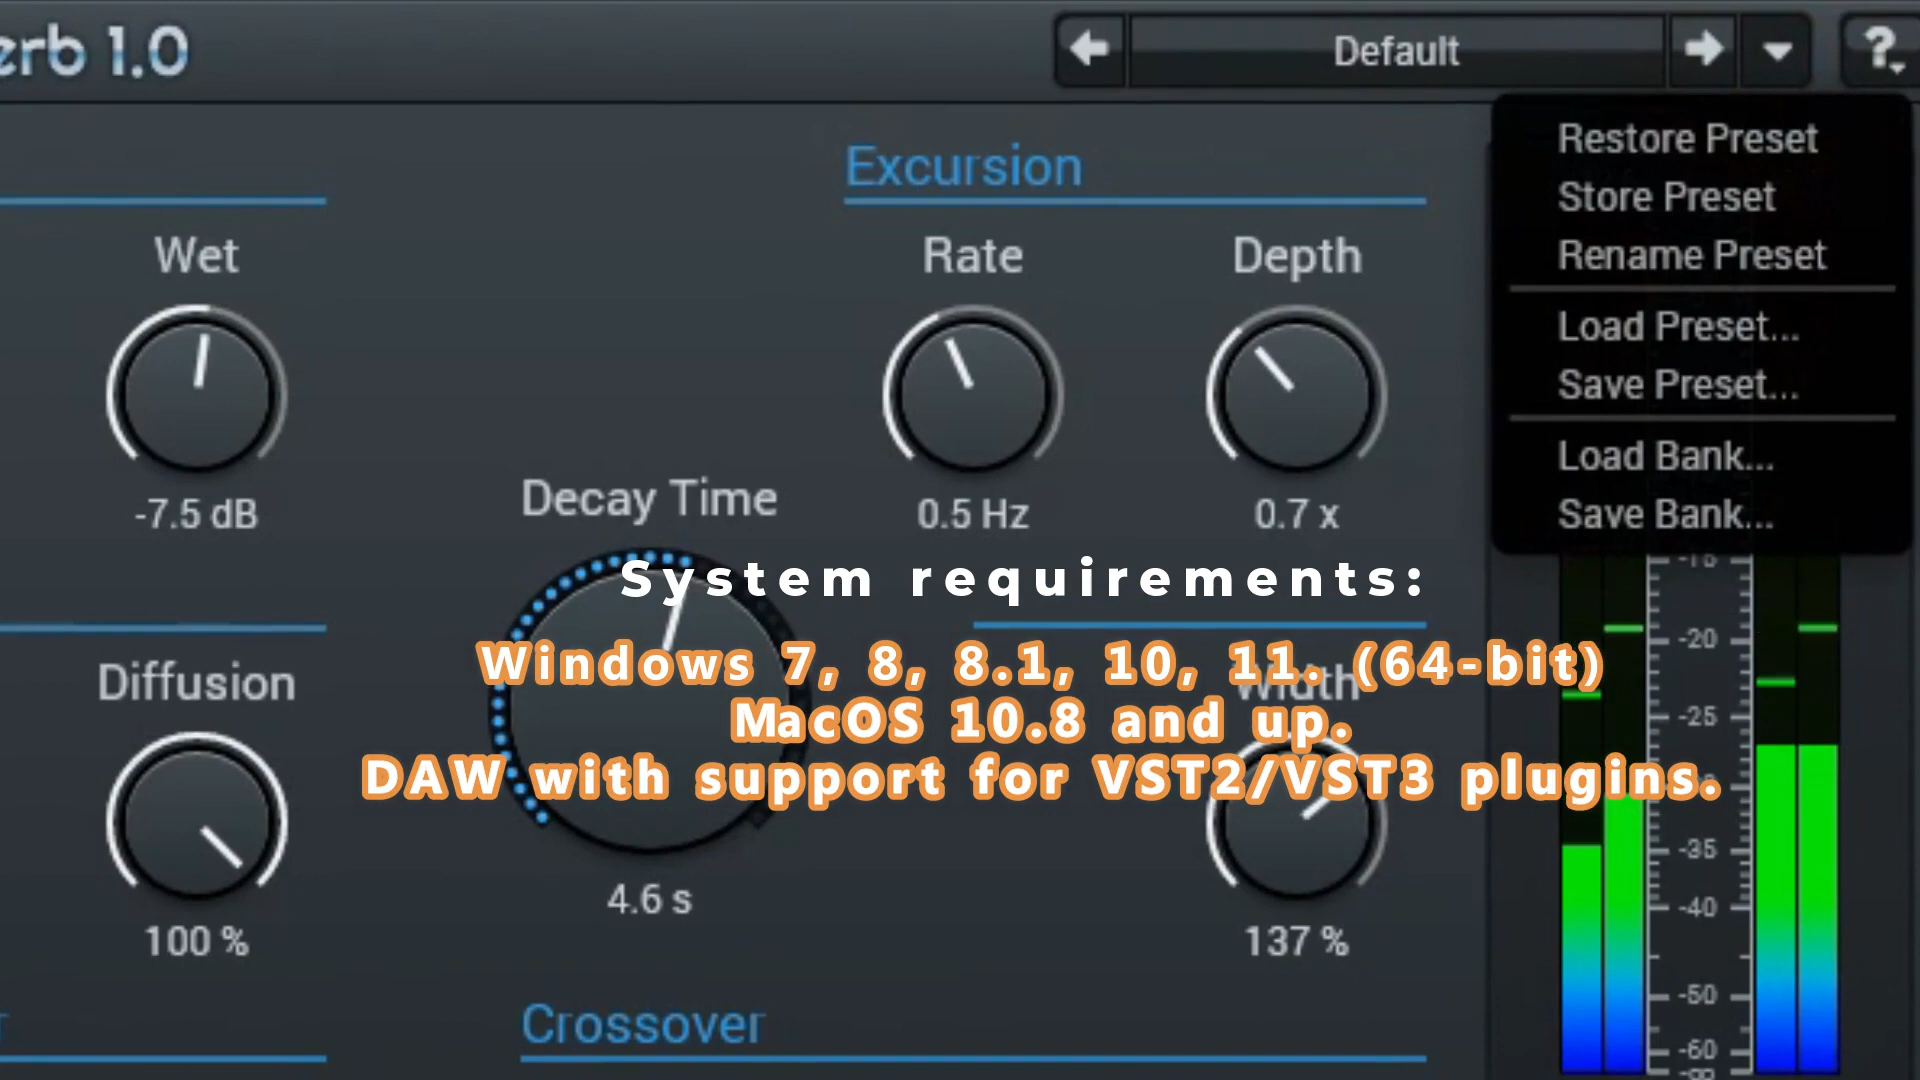 erb 1.0
Default
?
Restore Preset
Store Preset
Rename Preset
Load Preset...
Save Preset...
Load Bank...
Save Bank...
Excursion
Wet
Rate
Depth
-7.5 dB
0.5 Hz
0.7 x
Decay Time
System requirements:
Windows 7, 8, 8.1, 10, 11. (64-bit)
MacOS 10.8 and up.
DAW with support for VST2/VST3 plugins.
Diffusion
Width
4.6 s
100 %
137 %
Crossover
-15
-20
-25
-35
-40
-50
-60